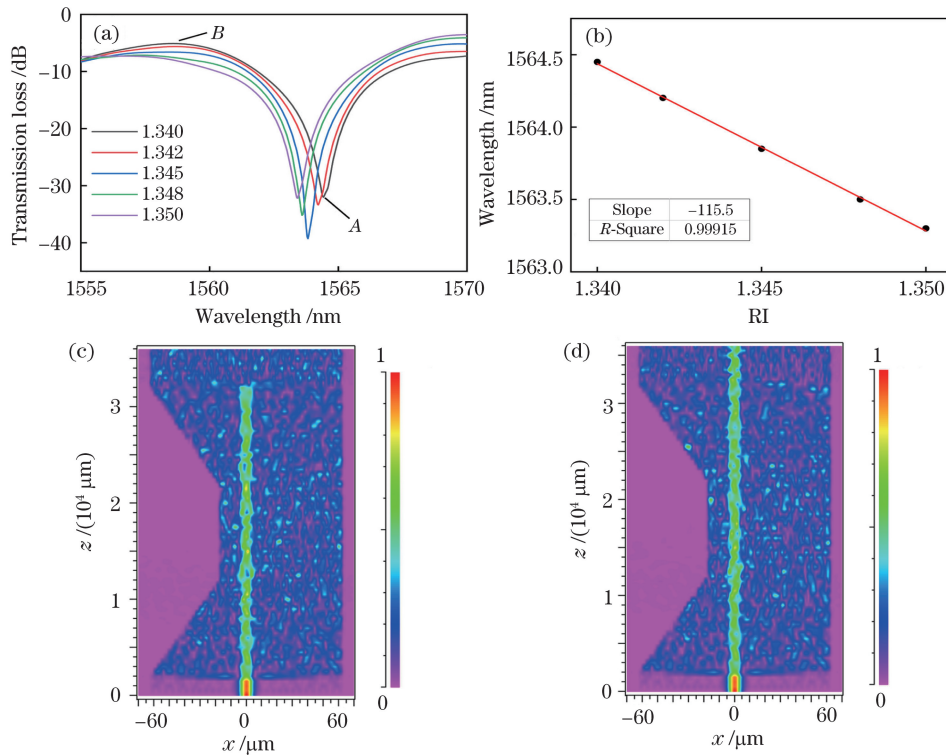 (a)
B
A
0
−10
−20
−30
−40
Transmission loss /dB
1.340
1.342
1.345
1.348
1.350
1555
1560
1565
1570
Wavelength /nm
(b)
1564.5
1564.0
1563.5
1563.0
Wavelength/nm
Slope −115.5
R-Square 0.99915
1.340
1.345
1.350
RI
(c)
1
0
3
2
1
0
z /(10⁴ μm)
−60
0
60
x /μm
(d)
1
0
3
2
1
0
z /(10⁴ μm)
−60
0
60
x /μm